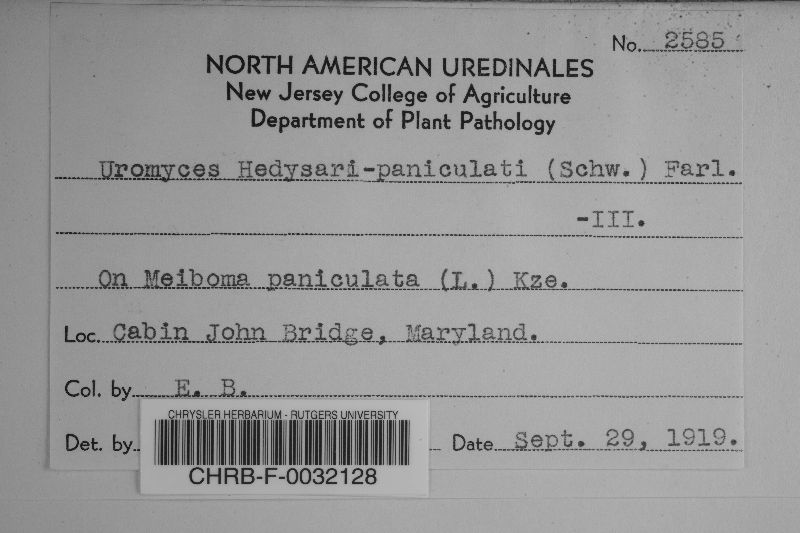 No. 2585
NORTH AMERICAN UREDINALES
New Jersey College of Agriculture
Department of Plant Pathology
Uromyces Hedysari-paniculati (Schw.) Farl.
-III.
On Meiboma paniculata (L.) Kze.
Loc. Cabin John Bridge, Maryland.
Col. by E. B.
Det. by Date Sept. 29, 1919.
CHRYSLER HERBARIUM - RUTGERS UNIVERSITY
CHRB-F-0032128